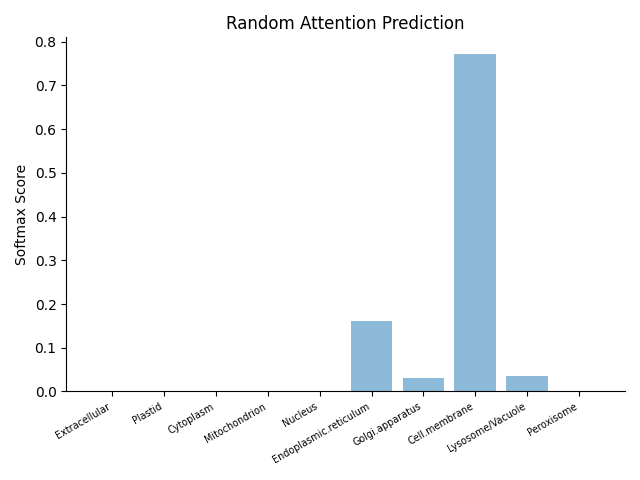 Random Attention Prediction
Softmax Score
0.8
0.7
0.6
0.5
0.4
0.3
0.2
0.1
0.0
Extracellular
Plastid
Cytoplasm
Mitochondrion
Nucleus
Endoplasmic.reticulum
Golgi.apparatus
Cell.membrane
Lysosome/Vacuole
Peroxisome